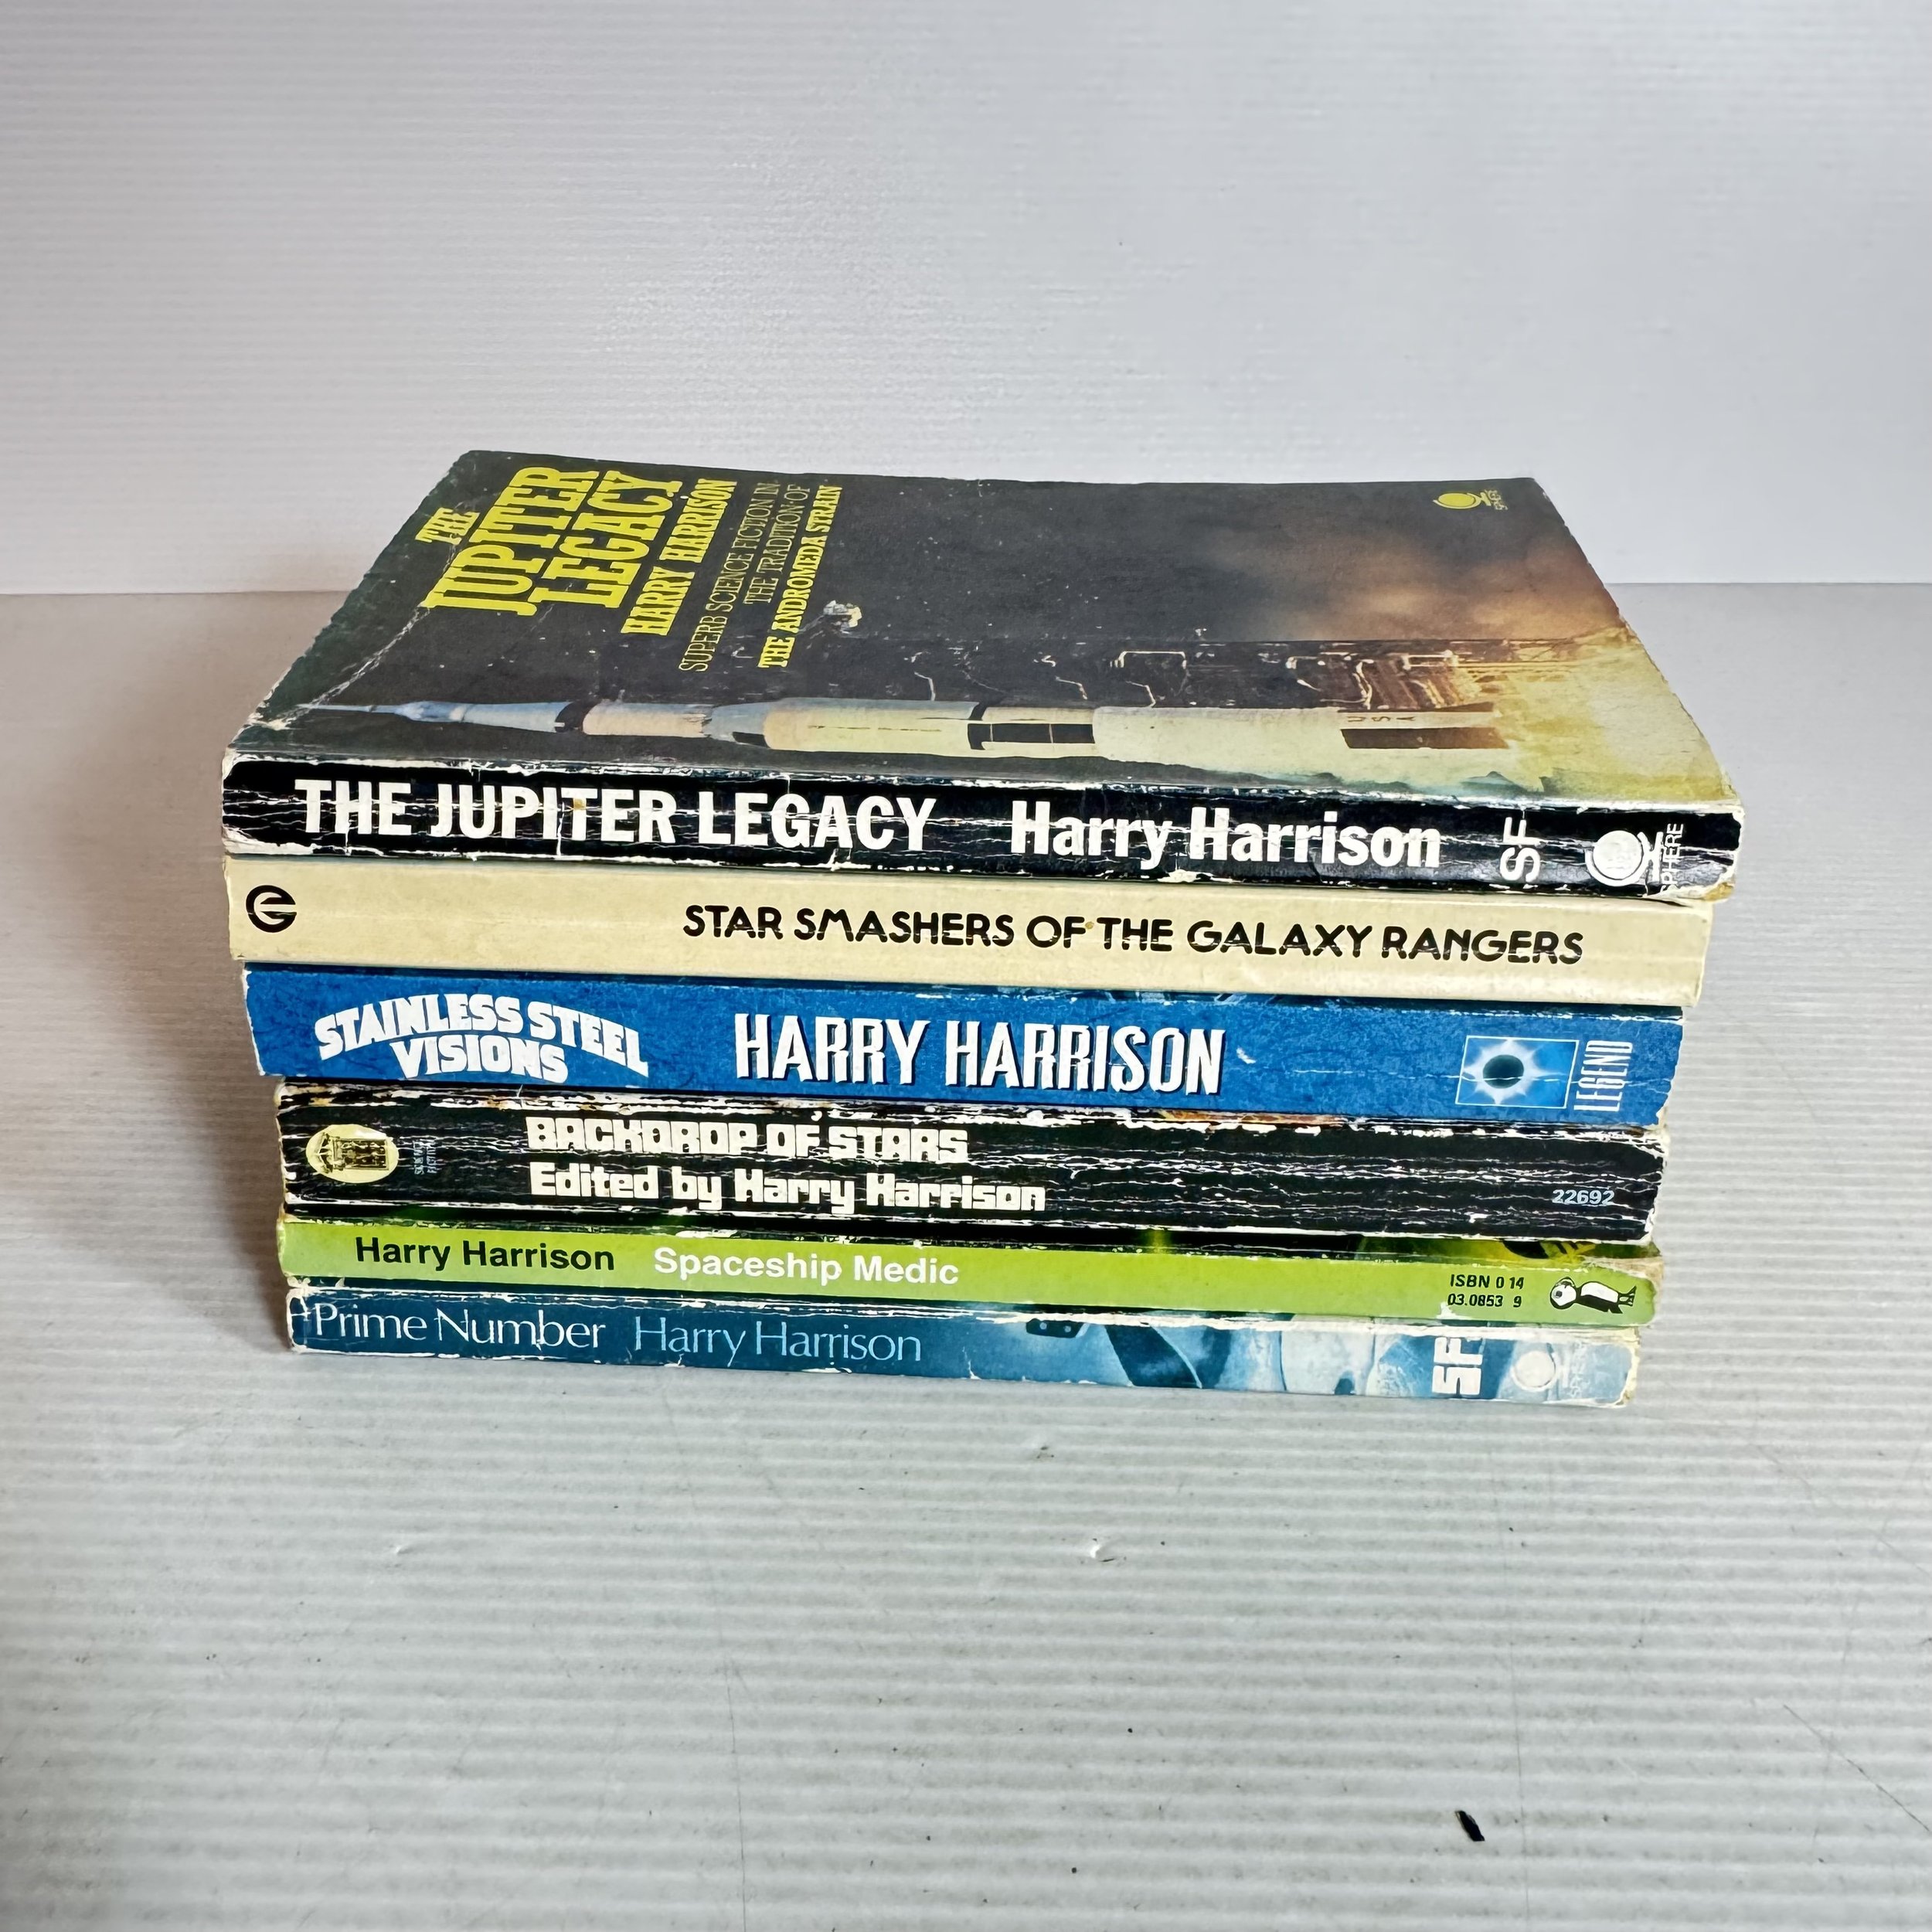 THE
JUPITER
LEGACY
HARRY HARRISON
SUPERB SCIENCE FICTION IN
THE TRADITION OF
THE ANDROMEDA STRAIN
SPHERE
USA
THE JUPITER LEGACY Harry Harrison SF SPHERE
STAR SMASHERS OF THE GALAXY RANGERS
STAINLESS STEEL
VISIONS
HARRY HARRISON
LEGEND
BACKDROP OF STARS
Edited by Harry Harrison
22692
Harry Harrison Spaceship Medic
ISBN 0 14
03.0853 9
Prime Number Harry Harrison SF